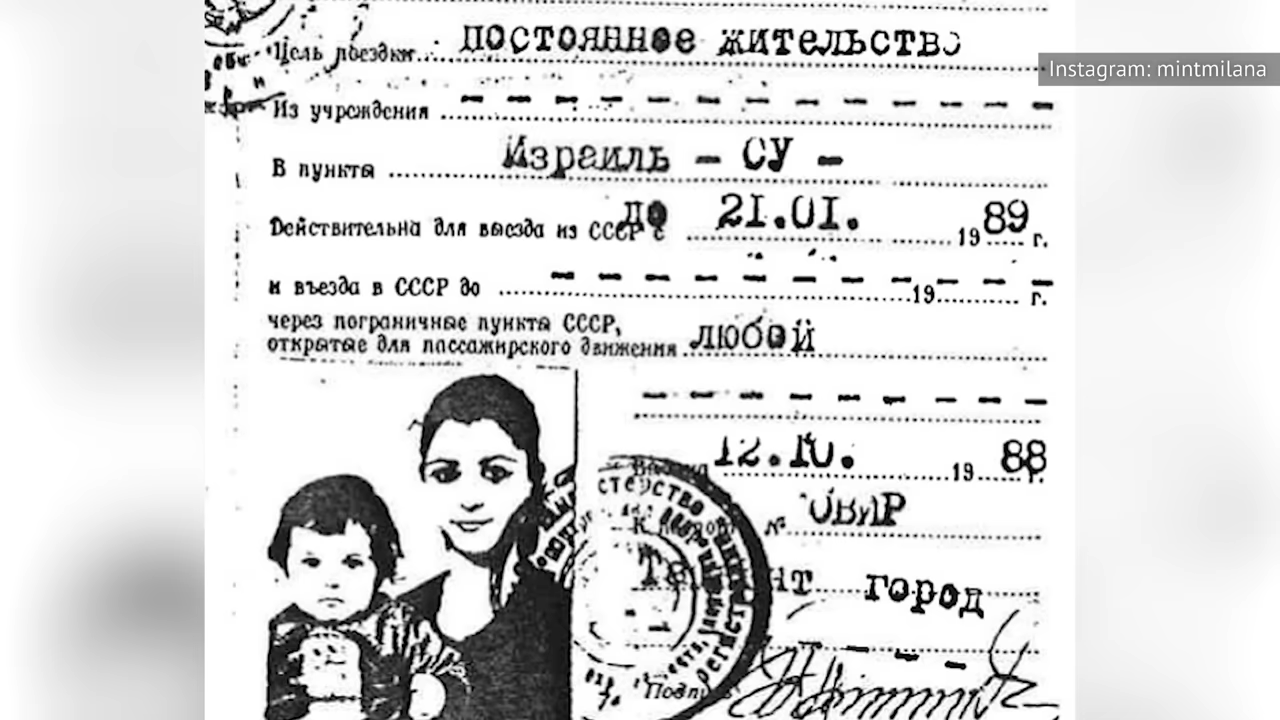 Цель поездки постоянное жительство
Instagram: mintmilana
Из учреждения - - - - - - - - - - - - -
В пункты Израиль - СУ -
Действительна для выезда из СССР с до 21.01. 1989 г.
и въезда в СССР до - - - - - - - - 19 - - - г.
через пограничные пункты СССР,
открытые для пассажирского движения любой
- - - - - - - - -
12.10. 1988 г.
№ ОВИР
город
- - -
Подпись